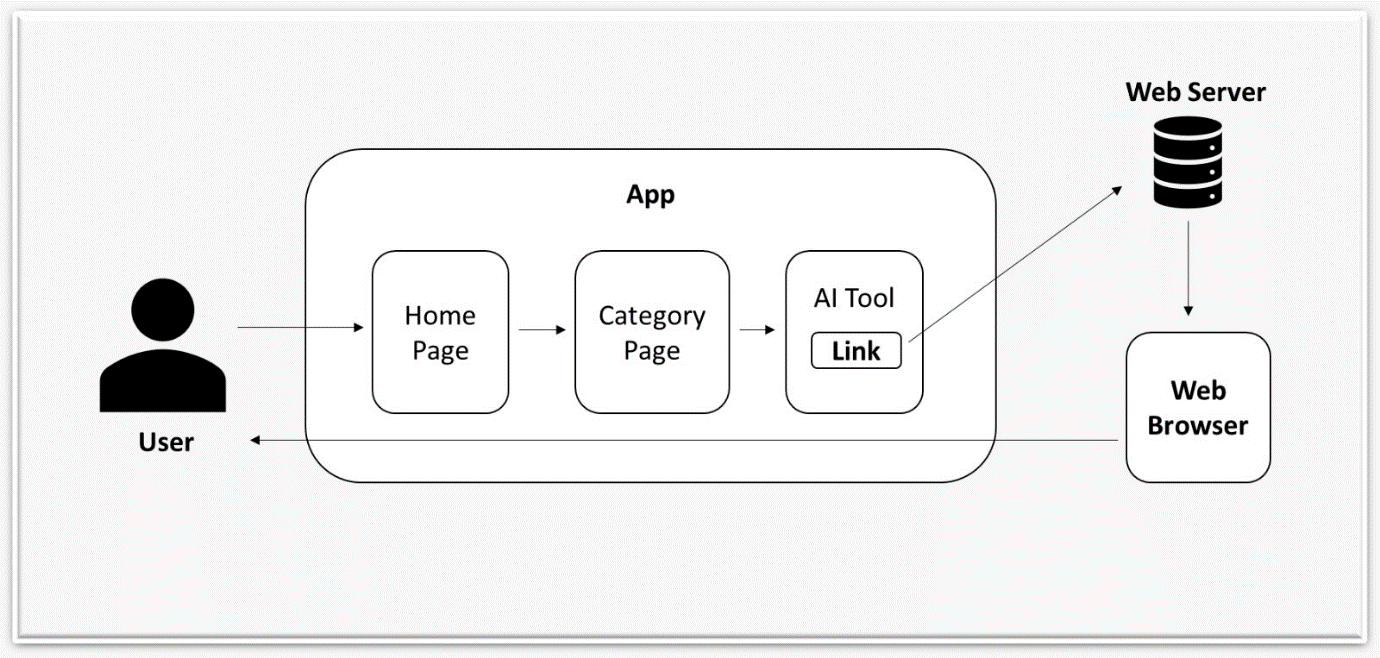 Web Server
App
Home
Page
Category
Page
AI Tool
Link
User
Web
Browser